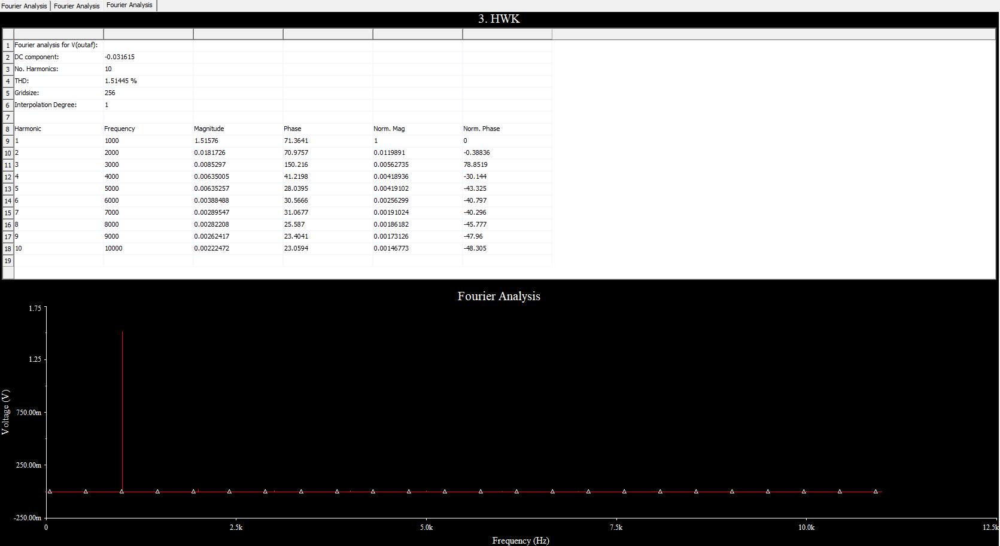 Fourier Analysis Fourier Analysis Fourier Analysis
3. HWK
1 Fourier analysis for V(outaf):
2 DC component: -0.031615
3 No. Harmonics: 10
4 THD: 1.51445 %
5 Gridsize: 256
6 Interpolation Degree: 1
7
8 Harmonic Frequency Magnitude Phase Norm. Mag Norm. Phase
9 1 1000 1.51576 71.3641 1 0
10 2 2000 0.0181726 70.9757 0.0119891 -0.38836
11 3 3000 0.0085297 150.216 0.00562735 78.8519
12 4 4000 0.00635005 41.2198 0.00418936 -30.144
13 5 5000 0.00635257 28.0395 0.00419102 -43.325
14 6 6000 0.00388488 30.5666 0.00256299 -40.797
15 7 7000 0.00289547 31.0677 0.00191024 -40.296
16 8 8000 0.00282208 25.587 0.00186182 -45.777
17 9 9000 0.00262417 23.4041 0.00173126 -47.96
18 10 10000 0.00222472 23.0594 0.00146773 -48.305
19
Fourier Analysis
1.75
1.25
750.00m
250.00m
-250.00m
Voltage (V)
0 2.5k 5.0k 7.5k 10.0k 12.5k
Frequency (Hz)